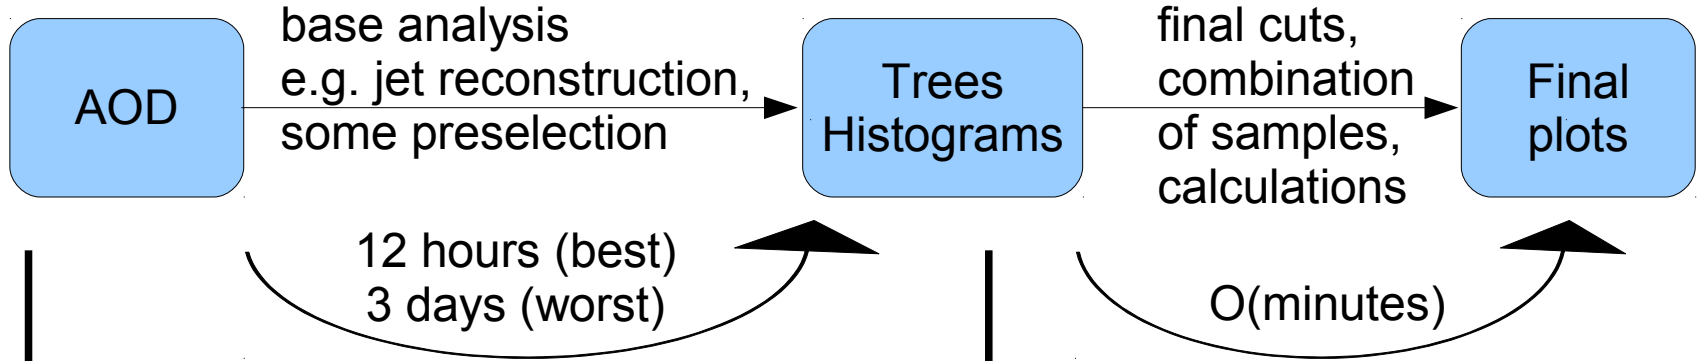 AOD
base analysis
e.g. jet reconstruction,
some preselection
Trees
Histograms
final cuts,
combination
of samples,
calculations
Final
plots
12 hours (best)
3 days (worst)
O(minutes)